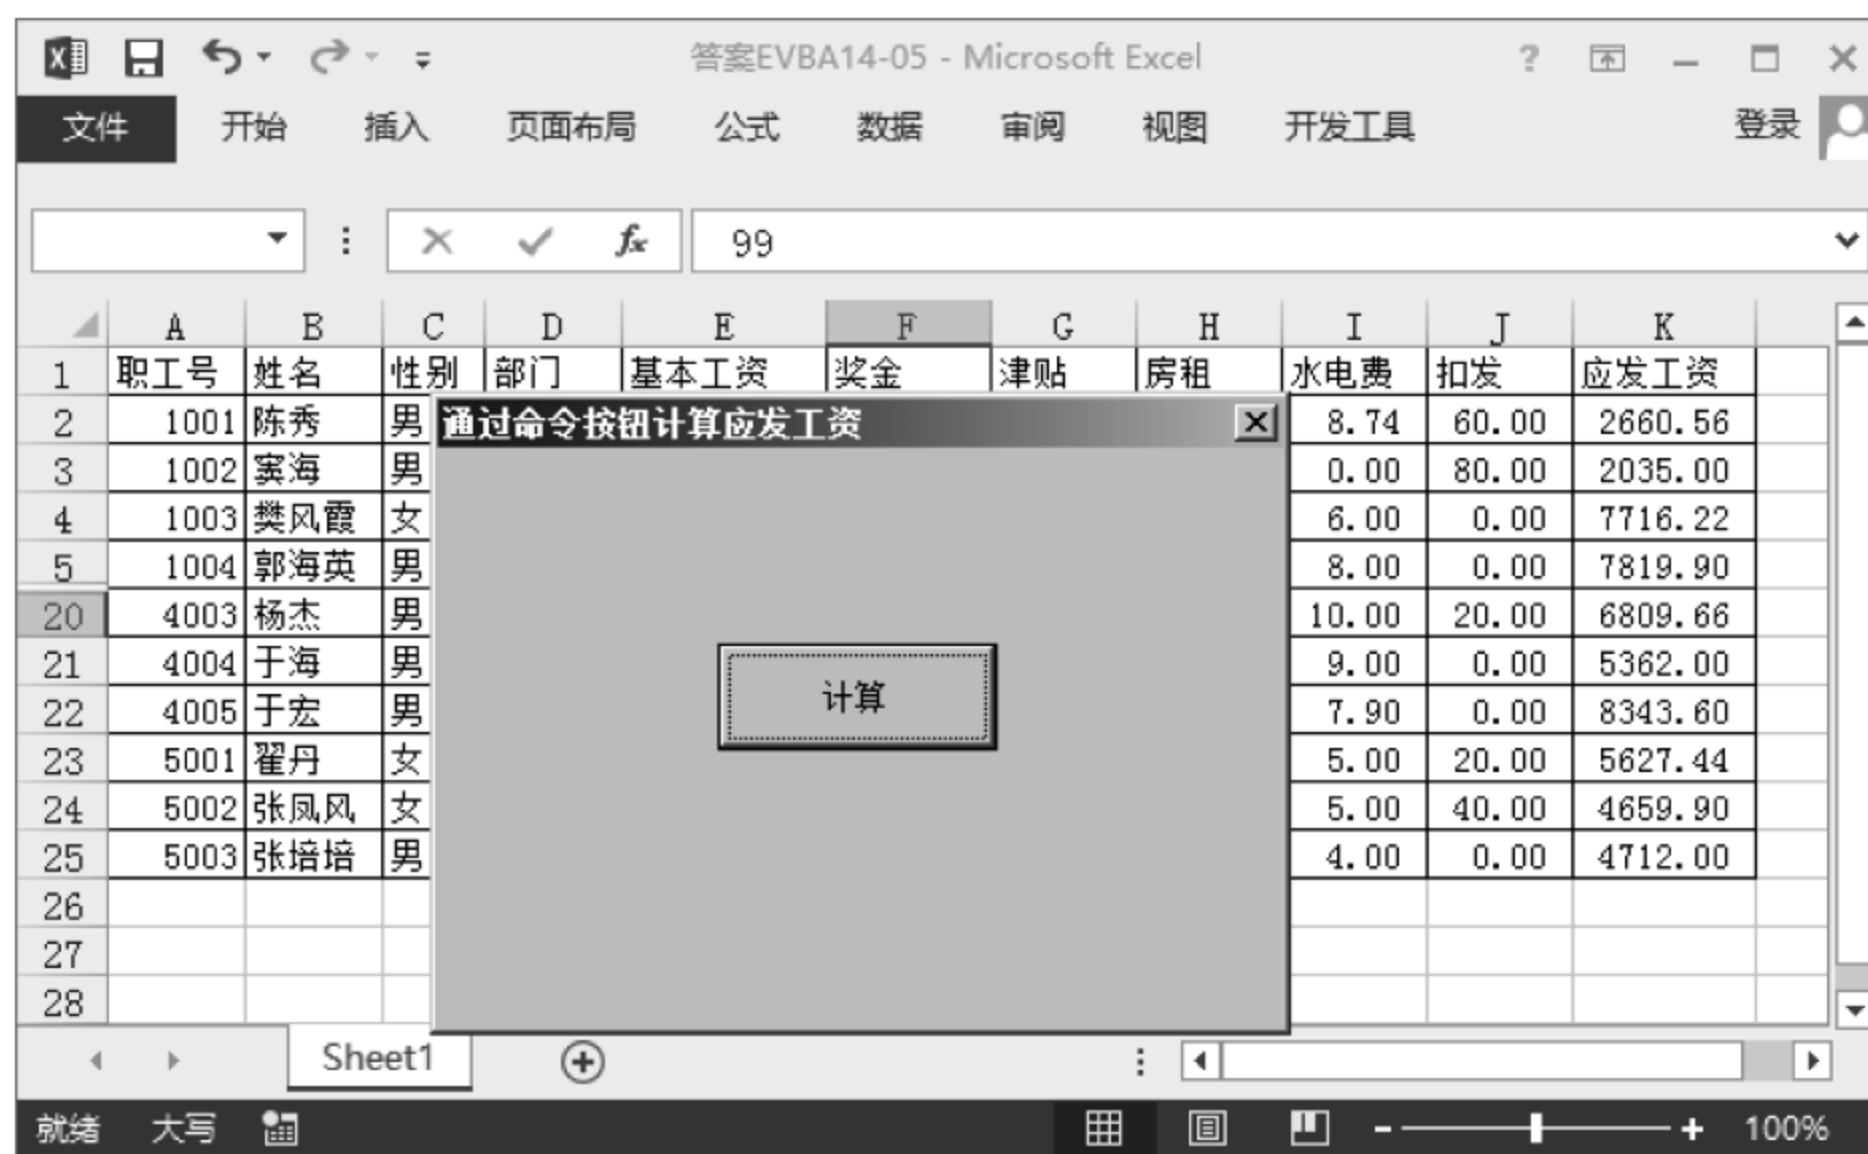 答案EVBA14-05 - Microsoft Excel
文件 开始 插入 页面布局 公式 数据 审阅 视图 开发工具 登录
fx 99
A B C D E F G H I J K
1 职工号 姓名 性别 部门 基本工资 奖金 津贴 房租 水电费 扣发 应发工资
通过命令按钮计算应发工资
2 1001 陈秀 男 8.74 60.00 2660.56
3 1002 窦海 男 0.00 80.00 2035.00
4 1003 樊风霞 女 6.00 0.00 7716.22
5 1004 郭海英 男 8.00 0.00 7819.90
20 4003 杨杰 男 10.00 20.00 6809.66
21 4004 于海 男 9.00 0.00 5362.00
计算
22 4005 于宏 男 7.90 0.00 8343.60
23 5001 翟丹 女 5.00 20.00 5627.44
24 5002 张凤风 女 5.00 40.00 4659.90
25 5003 张培培 男 4.00 0.00 4712.00
26
27
28
Sheet1
就绪 大写 100%